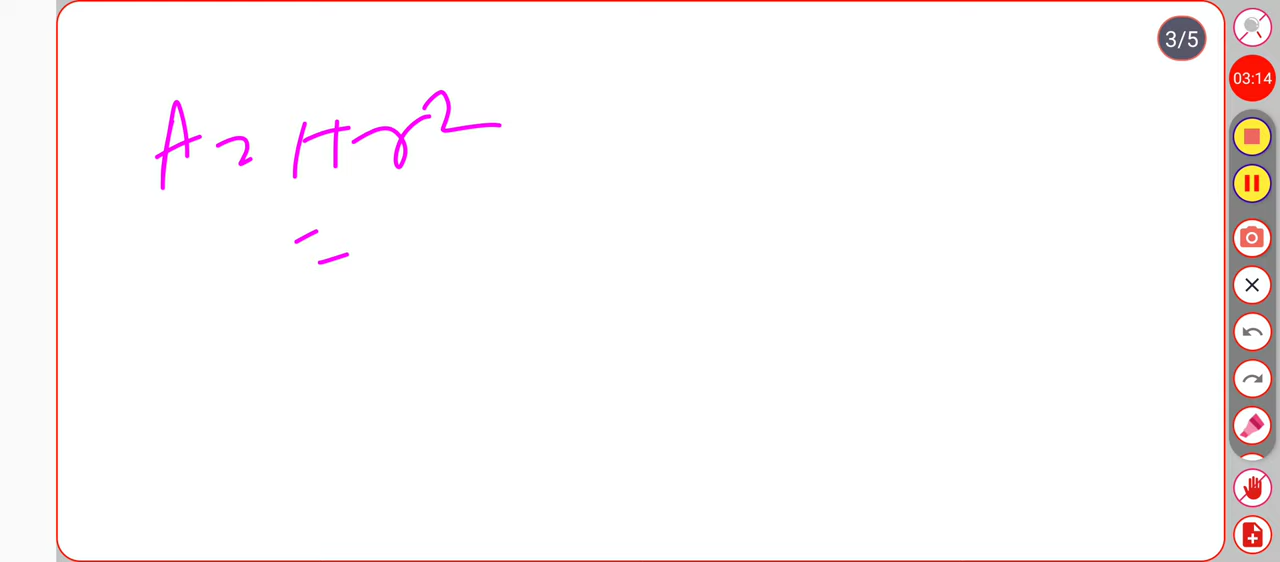 3/5
03:14
A = πr²
=